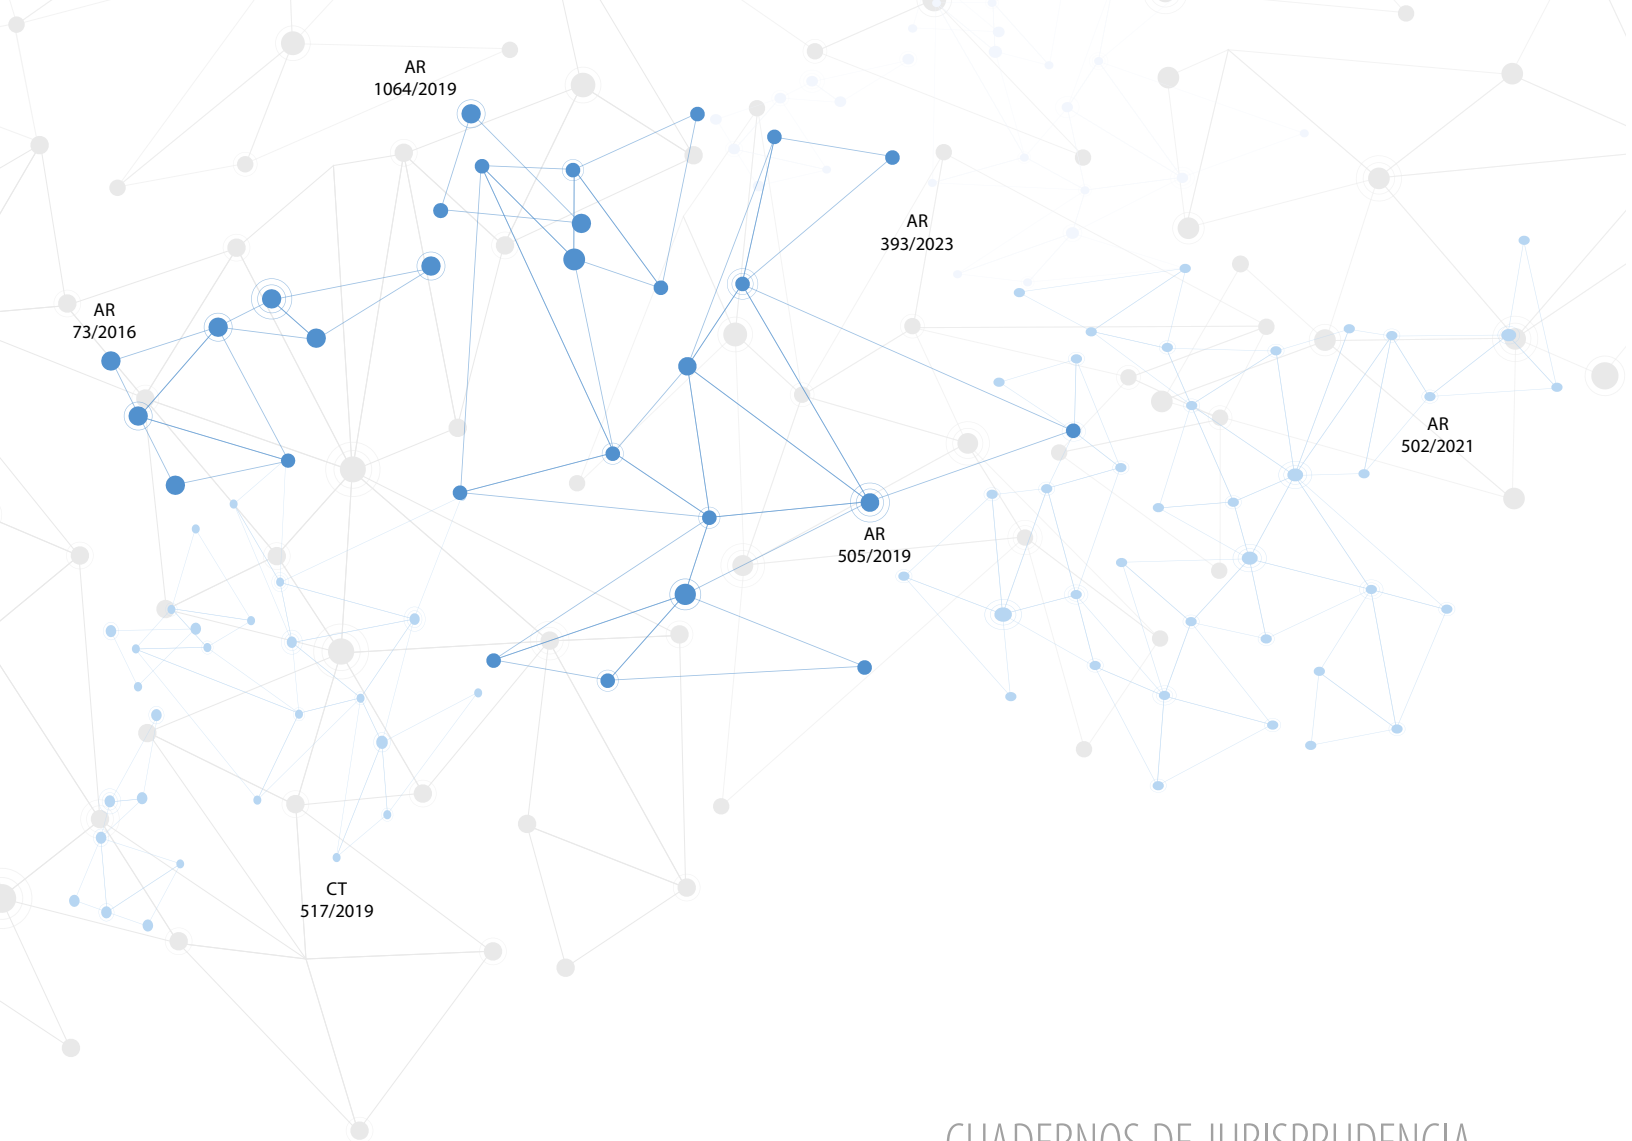 AR
1064/2019
AR
393/2023
AR
73/2016
AR
502/2021
AR
505/2019
CT
517/2019
CUADERNOS DE JURISPRUDENCIA